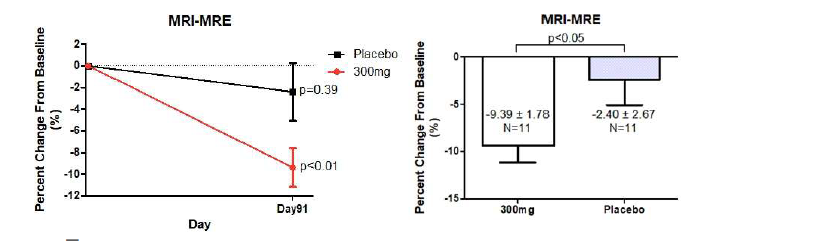 MRI-MRE
Percent Change From Baseline
(%)
2
0
-2
-4
-6
-8
-10
-12
Placebo
300mg
p=0.39
p<0.01
Day91
Day
MRI-MRE
p<0.05
Percent Change From Baseline
(%)
0
-5
-10
-15
-9.39 ± 1.78
N=11
-2.40 ± 2.67
N=11
300mg
Placebo